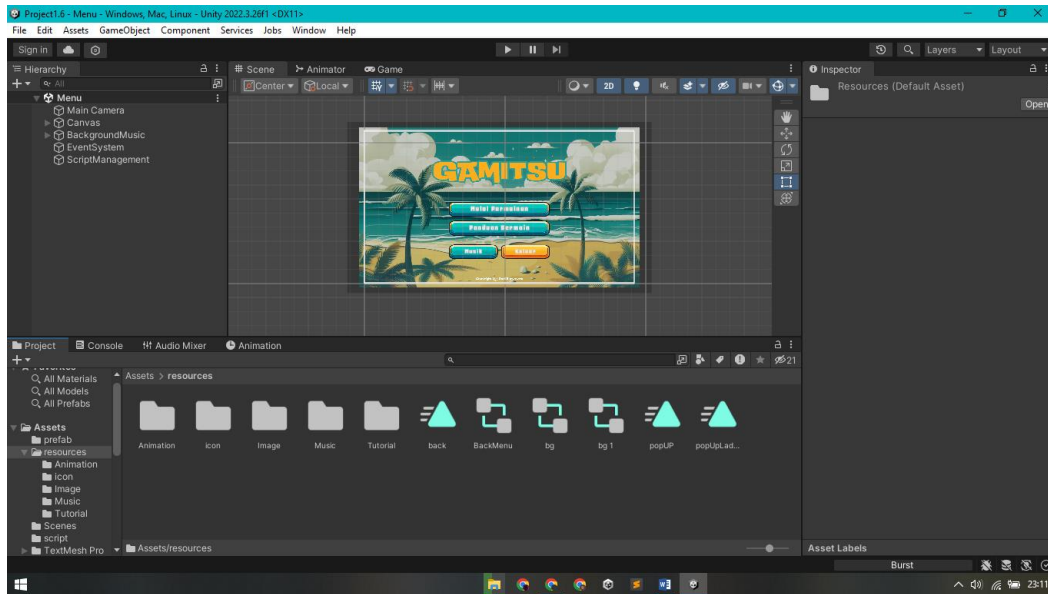 Project1.6 - Menu - Windows, Mac, Linux - Unity 2022.3.26f1 <DX11>
File Edit Assets GameObject Component Services Jobs Window Help
Sign in
Layers Layout
Hierarchy
Scene Animator Game
Inspector
All
Center Local
2D
Resources (Default Asset)
Open
Menu
Main Camera
Canvas
BackgroundMusic
EventSystem
ScriptManagement
GAMITSU
Mulai Permainan
Panduan Bermain
Musik Keluar
Project Console Audio Mixer Animation
21
Favorites
All Materials
All Models
All Prefabs
Assets > resources
Assets
prefab
resources
Animation
icon
Image
Music
Tutorial
Scenes
script
TextMesh Pro
Animation icon Image Music Tutorial back BackMenu bg bg 1 popUP popUpLad...
Assets/resources
Asset Labels
Burst
23:11